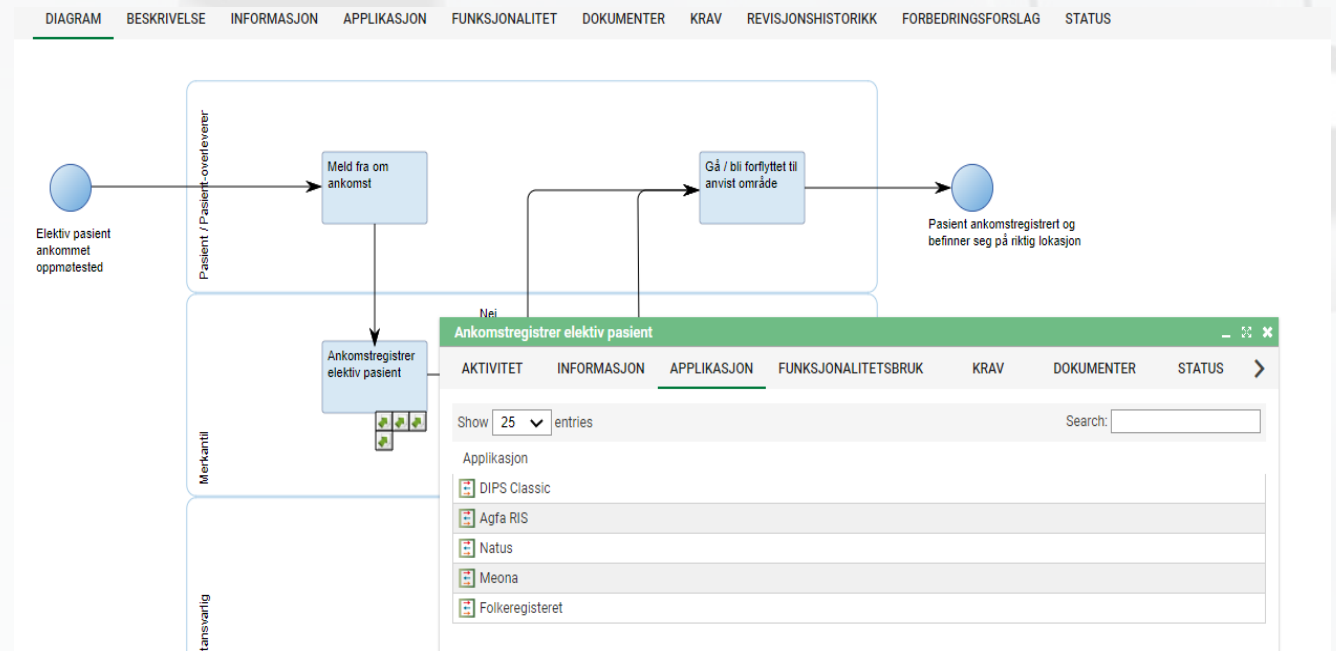 DIAGRAM BESKRIVELSE INFORMASJON APPLIKASJON FUNKSJONALITET DOKUMENTER KRAV REVISJONSHISTORIKK FORBEDRINGSFORSLAG STATUS
Pasient / Pasient-overleverer
Elektiv pasient
ankommet
oppmøtested
Meld fra om
ankomst
Gå / bli forflyttet til
anvist område
Pasient ankomstregistrert og
befinner seg på riktig lokasjon
Merkantil
Ankomstregistrer
elektiv pasient
Nei
tansvarlig
Ankomstregistrer elektiv pasient
AKTIVITET INFORMASJON APPLIKASJON FUNKSJONALITETSBRUK KRAV DOKUMENTER STATUS
Show 25 entries Search:
Applikasjon
DIPS Classic
Agfa RIS
Natus
Meona
Folkeregisteret